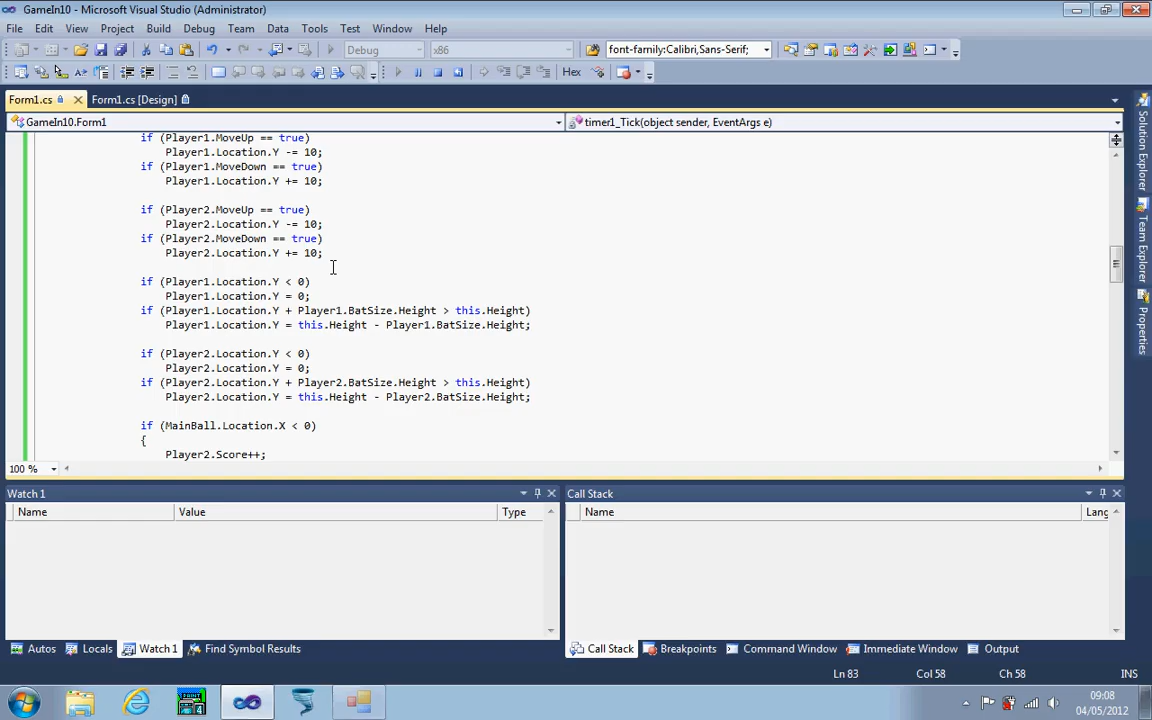 GameIn10 - Microsoft Visual Studio (Administrator)
File Edit View Project Build Debug Team Data Tools Test Window Help
Debug x86 font-family:Calibri,Sans-Serif;
Hex
Form1.cs Form1.cs [Design]
GameIn10.Form1 timer1_Tick(object sender, EventArgs e)
if (Player1.MoveUp == true)
Player1.Location.Y -= 10;
if (Player1.MoveDown == true)
Player1.Location.Y += 10;
if (Player2.MoveUp == true)
Player2.Location.Y -= 10;
if (Player2.MoveDown == true)
Player2.Location.Y += 10;
if (Player1.Location.Y < 0)
Player1.Location.Y = 0;
if (Player1.Location.Y + Player1.BatSize.Height > this.Height)
Player1.Location.Y = this.Height - Player1.BatSize.Height;
if (Player2.Location.Y < 0)
Player2.Location.Y = 0;
if (Player2.Location.Y + Player2.BatSize.Height > this.Height)
Player2.Location.Y = this.Height - Player2.BatSize.Height;
if (MainBall.Location.X < 0)
{
Player2.Score++;
100 %
Solution Explorer
Team Explorer
Properties
Watch 1 Call Stack
Name Value Type Name Lang
Autos Locals Watch 1 Find Symbol Results Call Stack Breakpoints Command Window Immediate Window Output
Ln 83 Col 58 Ch 58 INS
09:08
04/05/2012